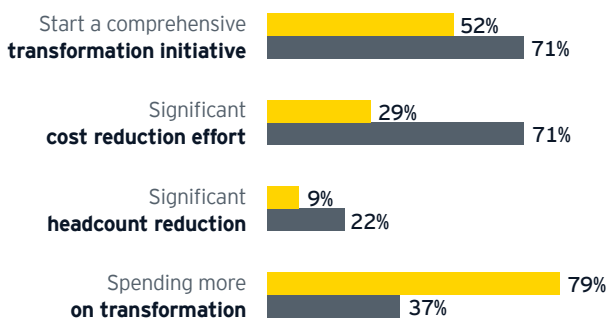 Start a comprehensive
transformation initiative
52%
71%
Significant
cost reduction effort
29%
71%
Significant
headcount reduction
9%
22%
Spending more
on transformation
79%
37%